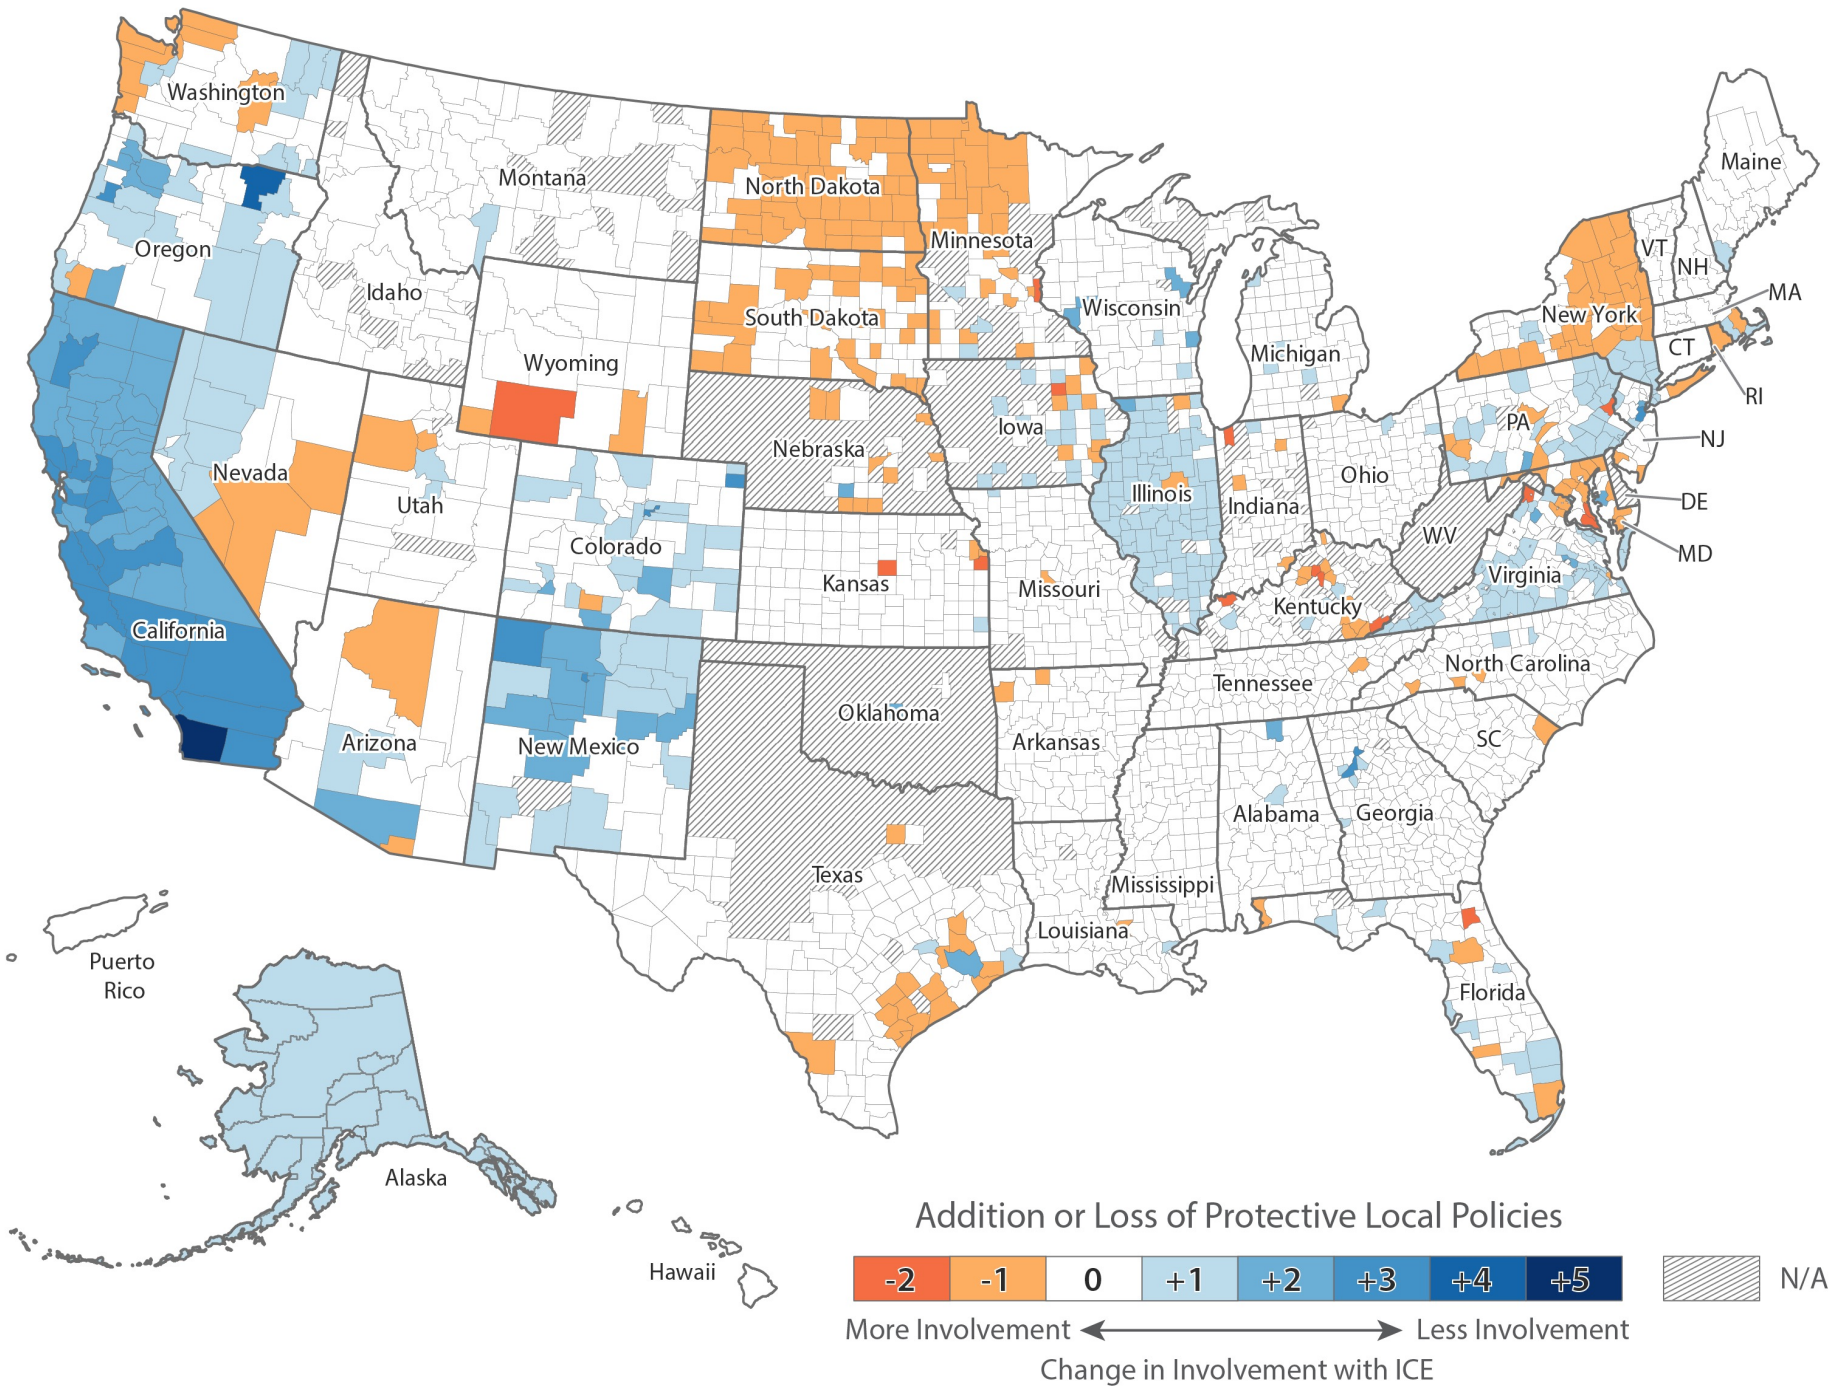 Washington
Montana
North Dakota
Minnesota
Maine
Oregon
Idaho
VT
NH
South Dakota
Wisconsin
Michigan
New York
MA
Wyoming
CT
RI
Nebraska
Iowa
PA
NJ
Nevada
Utah
Illinois
Indiana
Ohio
DE
Colorado
Kansas
Missouri
WV
MD
Virginia
California
Kentucky
Arizona
New Mexico
Oklahoma
Tennessee
North Carolina
Arkansas
SC
Alabama
Georgia
Texas
Mississippi
Louisiana
Puerto
Rico
Florida
Alaska
Hawaii
Addition or Loss of Protective Local Policies
-2 -1 0 +1 +2 +3 +4 +5 N/A
More Involvement Less Involvement
Change in Involvement with ICE